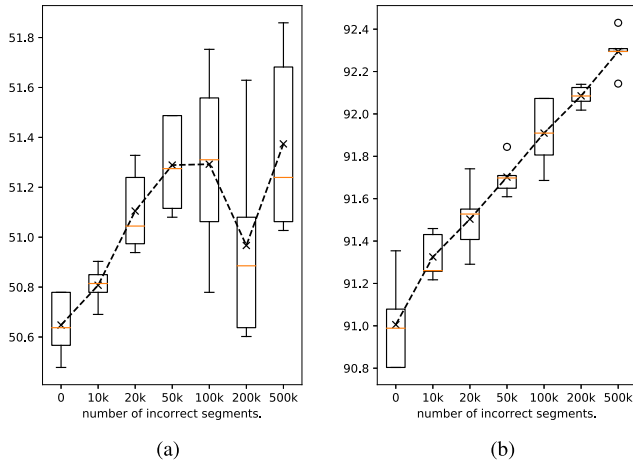 51.8
51.6
51.4
51.2
51.0
50.8
50.6
0 10k 20k 50k 100k 200k 500k
number of incorrect segments.
(a)
92.4
92.2
92.0
91.8
91.6
91.4
91.2
91.0
90.8
0 10k 20k 50k 100k 200k 500k
number of incorrect segments.
(b)